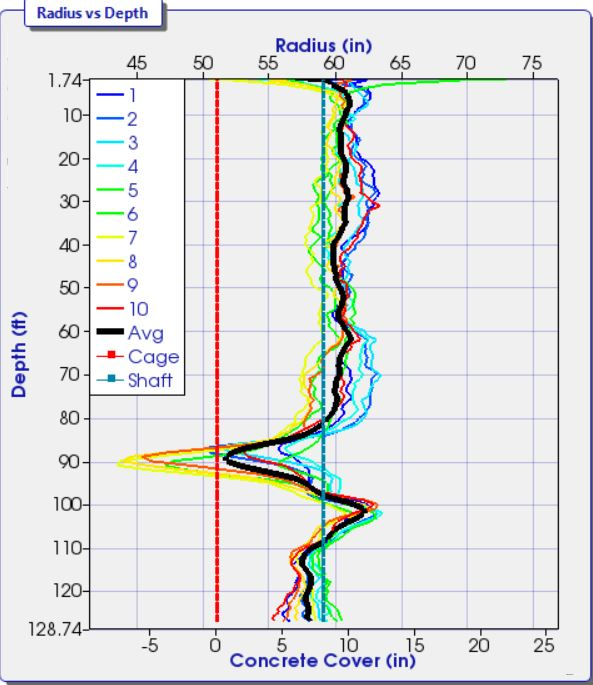 Radius vs Depth
Radius (in)
45 50 55 60 65 70 75
1.74
10
20
30
40
50
60
70
80
90
100
110
120
128.74
Depth (ft)
1
2
3
4
5
6
7
8
9
10
Avg
Cage
Shaft
-5 0 5 10 15 20 25
Concrete Cover (in)